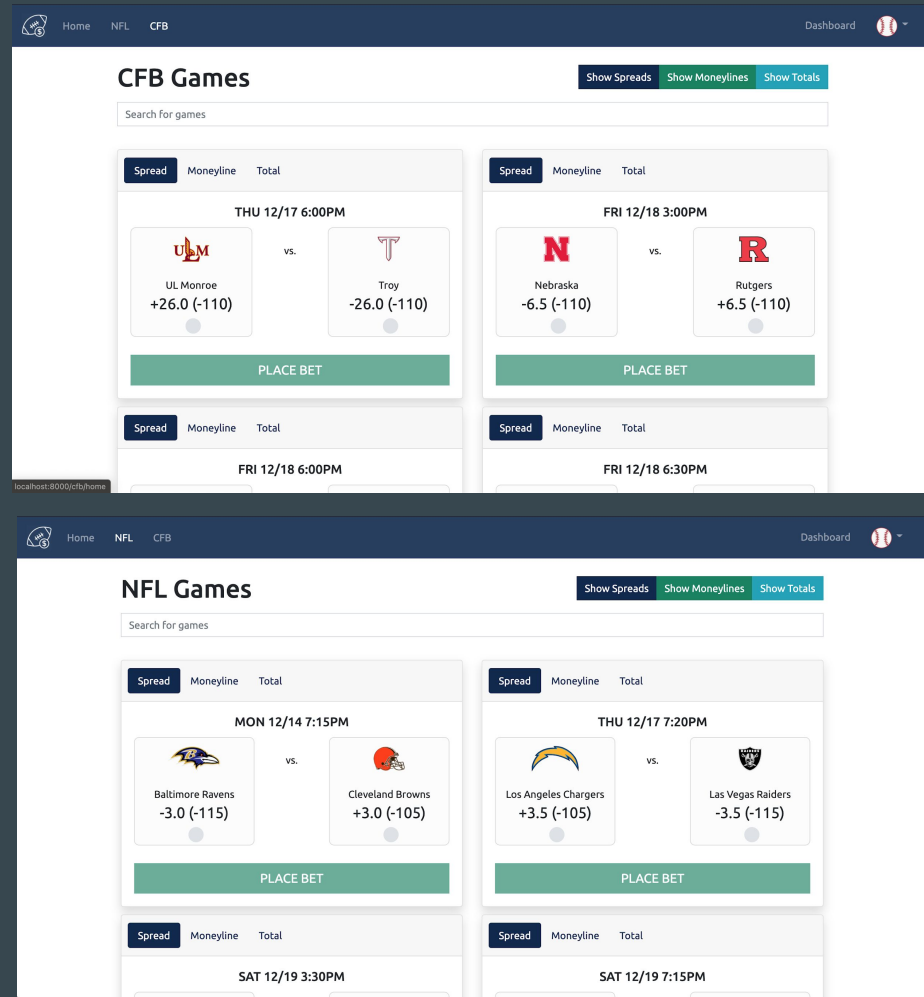 Home NFL CFB Dashboard
CFB Games Show Spreads Show Moneylines Show Totals
Search for games
Spread Moneyline Total Spread Moneyline Total
THU 12/17 6:00PM FRI 12/18 3:00PM
ULM T vs. N R vs.
UL Monroe Troy Nebraska Rutgers
+26.0 (-110) -26.0 (-110) -6.5 (-110) +6.5 (-110)
PLACE BET PLACE BET
Spread Moneyline Total Spread Moneyline Total
FRI 12/18 6:00PM FRI 12/18 6:30PM
localhost:8000/cfb/home
Home NFL CFB Dashboard
NFL Games Show Spreads Show Moneylines Show Totals
Search for games
Spread Moneyline Total Spread Moneyline Total
MON 12/14 7:15PM THU 12/17 7:20PM
vs. vs.
Baltimore Ravens Cleveland Browns Los Angeles Chargers Las Vegas Raiders
-3.0 (-115) +3.0 (-105) +3.5 (-105) -3.5 (-115)
PLACE BET PLACE BET
Spread Moneyline Total Spread Moneyline Total
SAT 12/19 3:30PM SAT 12/19 7:15PM